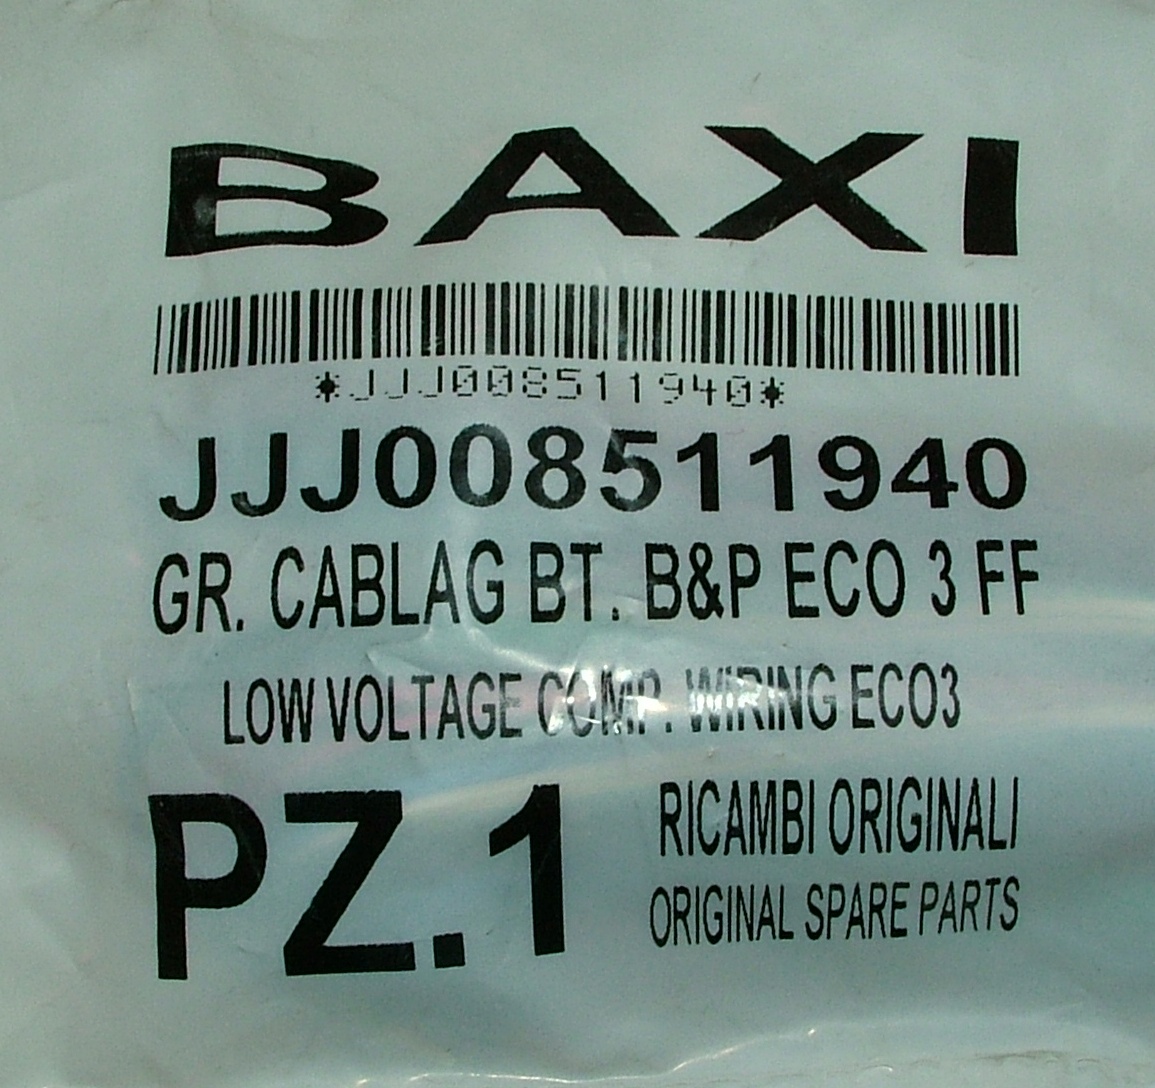 BAXI
*JJJ008511940*
JJJ008511940
GR. CABLAG BT. B&P ECO 3 FF
LOW VOLTAGE COMP. WIRING ECO3
PZ.1
RICAMBI ORIGINALI
ORIGINAL SPARE PARTS